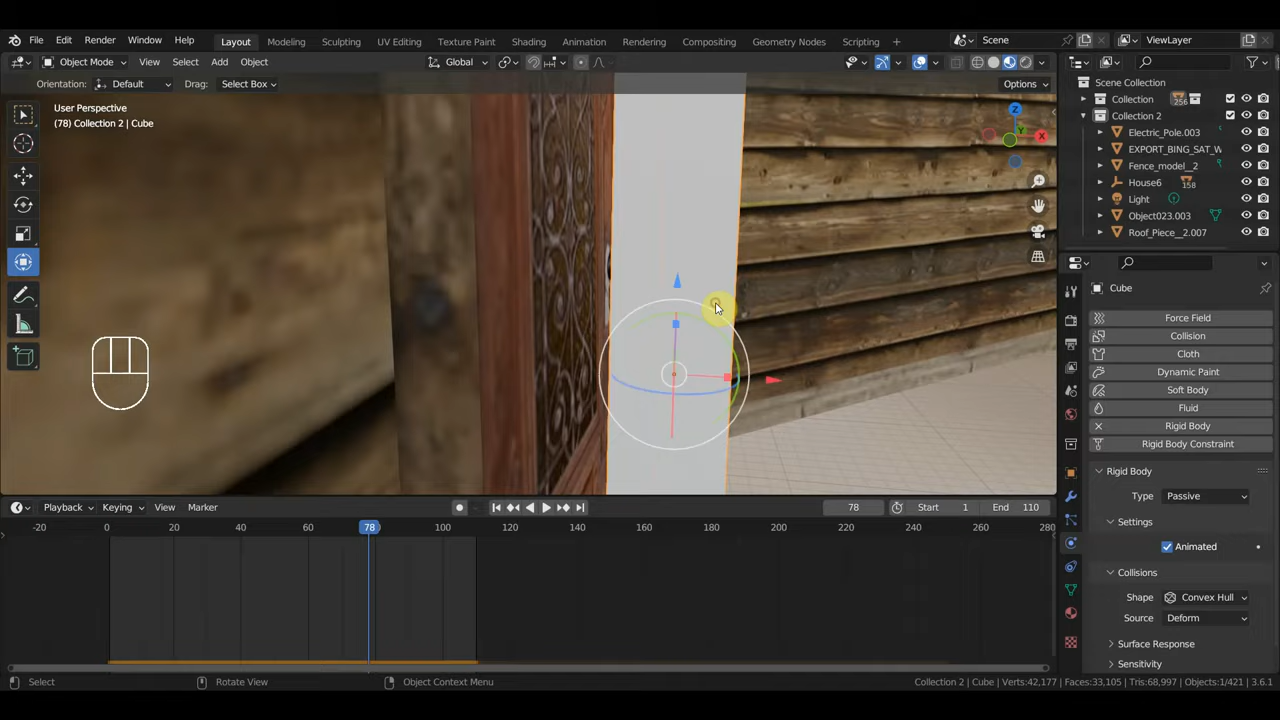 File Edit Render Window Help Layout Modeling Sculpting UV Editing Texture Paint Shading Animation Rendering Compositing Geometry Nodes Scripting + Scene ViewLayer
Object Mode View Select Add Object Global
Orientation: Default Drag: Select Box Options
User Perspective
(78) Collection 2 | Cube
Z
Y
X
Scene Collection
Collection 256
Collection 2
Electric_Pole.003
EXPORT_BING_SAT_W
Fence_model__2
House6 158
Light
Object023.003
Roof_Piece__2.007
Cube
Force Field
Collision
Cloth
Dynamic Paint
Soft Body
Fluid
Rigid Body
Rigid Body Constraint
Rigid Body
Type Passive
Settings
Animated
Collisions
Shape Convex Hull
Source Deform
Surface Response
Sensitivity
Playback Keying View Marker 78 Start 1 End 110
-20 0 20 40 60 78 100 120 140 160 180 200 220 240 260 280
Select Rotate View Object Context Menu Collection 2 | Cube Verts:42,177 | Faces:33,105 | Tris:68,997 | Objects:1/421 | 3.6.1